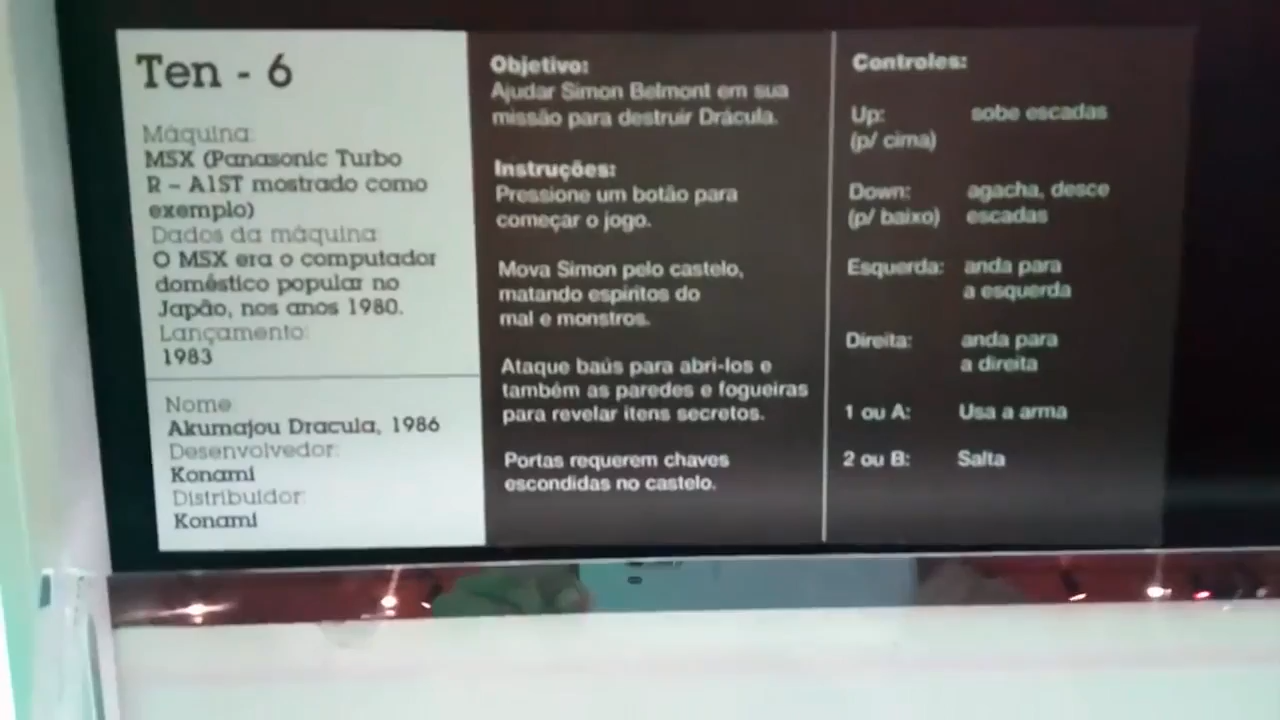 Ten - 6
Máquina:
MSX (Panasonic Turbo
R - A1ST mostrado como
exemplo)
Dados da máquina:
O MSX era o computador
doméstico popular no
Japão, nos anos 1980.
Lançamento:
1983
Nome
Akumajou Dracula, 1986
Desenvolvedor:
Konami
Distribuidor:
Konami
Objetivo:
Ajudar Simon Belmont em sua
missão para destruir Drácula.
Instruções:
Pressione um botão para
começar o jogo.
Mova Simon pelo castelo,
matando espíritos do
mal e monstros.
Ataque baús para abri-los e
também as paredes e fogueiras
para revelar itens secretos.
Portas requerem chaves
escondidas no castelo.
Controles:
Up: sobe escadas
(p/ cima)
Down: agacha, desce
(p/ baixo) escadas
Esquerda: anda para
a esquerda
Direita: anda para
a direita
1 ou A: Usa a arma
2 ou B: Salta